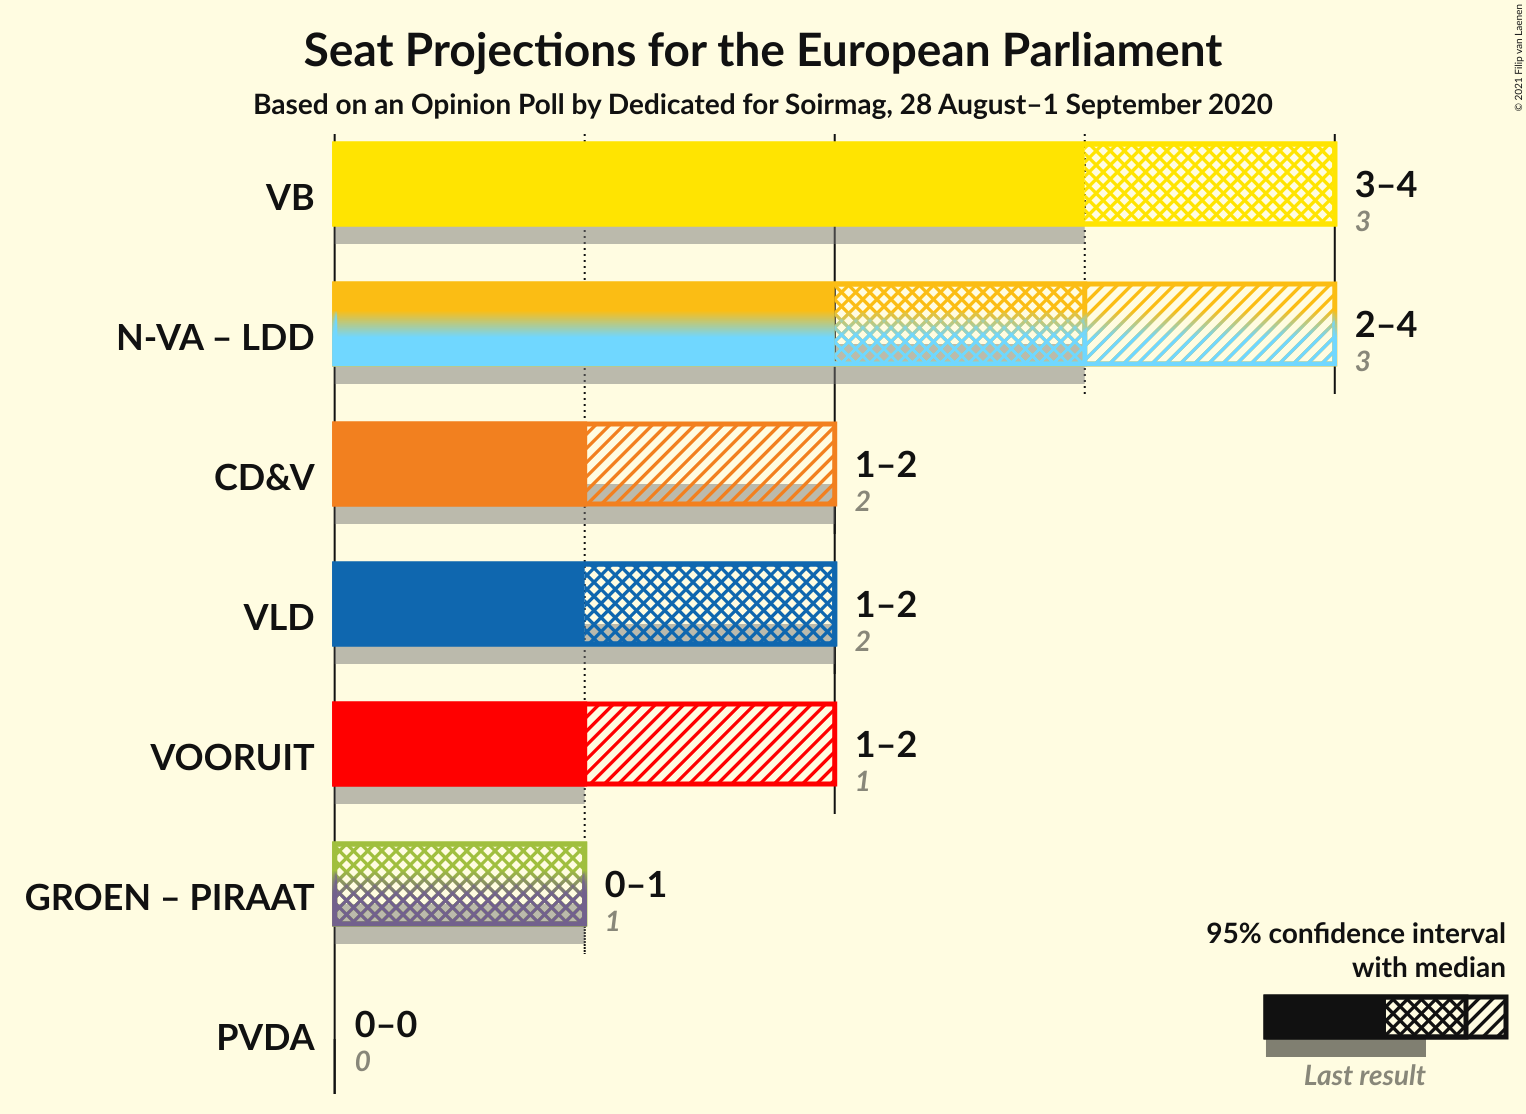 Seat Projections for the European Parliament
Based on an Opinion Poll by Dedicated for Soirmag, 28 August–1 September 2020
© 2021 Filip van Laenen
VB
3–4
3
N-VA – LDD
2–4
3
CD&V
1–2
2
VLD
1–2
2
VOORUIT
1–2
1
GROEN – PIRAAT
0–1
1
PVDA
0–0
0
95% confidence interval
with median
Last result